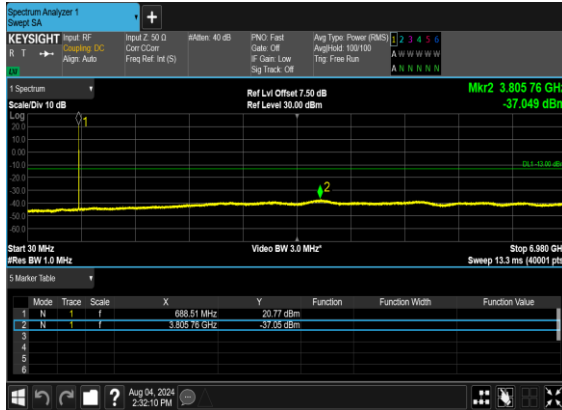 Spectrum Analyzer 1
Swept SA
KEYSIGHT Input: RF Input Z: 50 Ω #Atten: 40 dB PNO: Fast Avg Type: Power (RMS) 1 2 3 4 5 6
R T Coupling: DC Corr CCorr Gate: Off Avg|Hold: 100/100 A W W W W W
Align: Auto Freq Ref: Int (S) IF Gain: Low Trig: Free Run
Sig Track: Off A N N N N N
1 Spectrum Ref Lvl Offset 7.50 dB Mkr2 3.805 76 GHz
Scale/Div 10 dB Ref Level 30.00 dBm -37.049 dBm
Log
1
20.0
10.0
0.00
-10.0 DL1 -13.00 dBm
-20.0
-30.0 2
-40.0
-50.0
-60.0
Start 30 MHz Video BW 3.0 MHz* Stop 6.980 GHz
#Res BW 1.0 MHz Sweep 13.3 ms (40001 pts)
5 Marker Table
Mode Trace Scale X Y Function Function Width Function Value
1 N 1 f 688.51 MHz 20.77 dBm
2 N 1 f 3.805 76 GHz -37.05 dBm
3
4
5
6
? Aug 04, 2024
2:32:10 PM